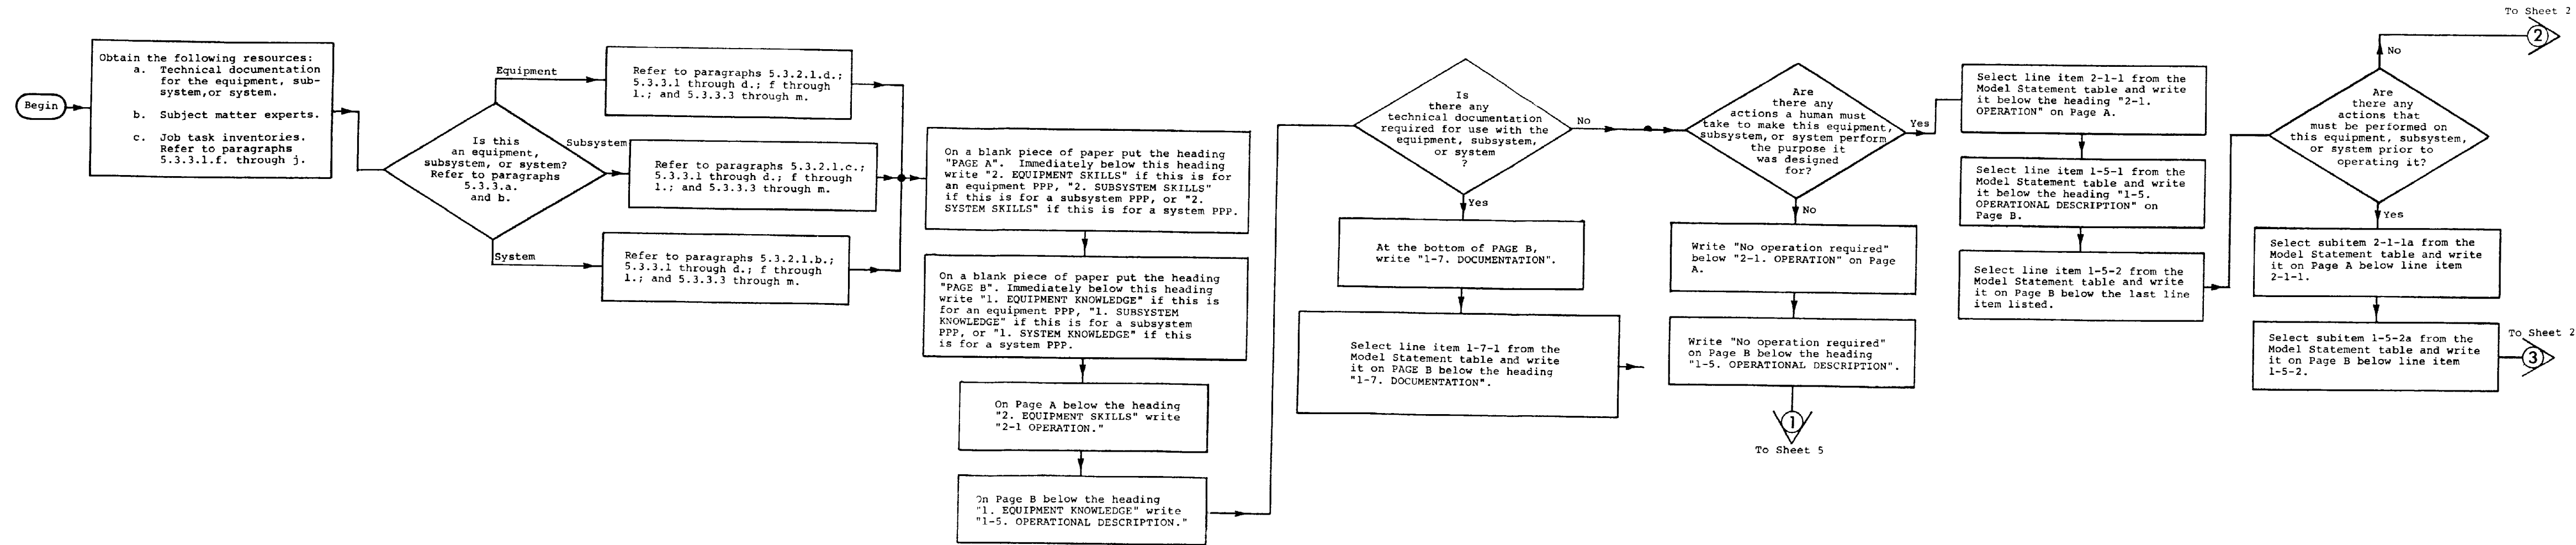 Begin
Obtain the following resources:
a. Technical documentation
for the equipment, sub-
system,or system.
b. Subject matter experts.
c. Job task inventories.
Refer to paragraphs
5.3.3.1.f. through j.
Is this
an equipment,
subsystem, or system?
Refer to paragraphs
5.3.3.a.
and b.
Equipment
Refer to paragraphs 5.3.2.1.d.;
5.3.3.1 through d.; f through
l.; and 5.3.3.3 through m.
Subsystem
Refer to paragraphs 5.3.2.1.c.;
5.3.3.1 through d.; f through
l.; and 5.3.3.3 through m.
System
Refer to paragraphs 5.3.2.1.b.;
5.3.3.1 through d.; f through
l.; and 5.3.3.3 through m.
On a blank piece of paper put the heading
"PAGE A". Immediately below this heading
write "2. EQUIPMENT SKILLS" if this is for
an equipment PPP, "2. SUBSYSTEM SKILLS"
if this is for a subsystem PPP, or "2.
SYSTEM SKILLS" if this is for a system PPP.
On a blank piece of paper put the heading
"PAGE B". Immediately below this heading
write "1. EQUIPMENT KNOWLEDGE" if this is
for an equipment PPP, "1. SUBSYSTEM
KNOWLEDGE" if this is for a subsystem
PPP, or "1. SYSTEM KNOWLEDGE" if this
is for a system PPP.
On Page A below the heading
"2. EQUIPMENT SKILLS" write
"2-1 OPERATION."
On Page B below the heading
"1. EQUIPMENT KNOWLEDGE" write
"1-5. OPERATIONAL DESCRIPTION."
Is
there any
technical documentation
required for use with the
equipment, subsystem,
or system
?
No
Yes
At the bottom of PAGE B,
write "1-7. DOCUMENTATION".
Select line item 1-7-1 from the
Model Statement table and write
it on PAGE B below the heading
"1-7. DOCUMENTATION".
Are
there any
actions a human must
take to make this equipment,
subsystem, or system perform
the purpose it
was designed
for?
Yes
No
Write "No operation required"
below "2-1. OPERATION" on Page
A.
Write "No operation required"
on Page B below the heading
"1-5. OPERATIONAL DESCRIPTION".
1
To Sheet 5
Select line item 2-1-1 from the
Model Statement table and write
it below the heading "2-1.
OPERATION" on Page A.
Select line item 1-5-1 from the
Model Statement table and write
it below the heading "1-5.
OPERATIONAL DESCRIPTION" on
Page B.
Select line item 1-5-2 from the
Model Statement table and write
it on Page B below the last line
item listed.
To Sheet 2
2
No
Are
there any
actions that
must be performed on
this equipment, subsystem,
or system prior to
operating it?
Yes
Select subitem 2-1-1a from the
Model Statement table and write
it on Page A below line item
2-1-1.
Select subitem 1-5-2a from the
Model Statement table and write
it on Page B below line item
1-5-2.
To Sheet 2
3